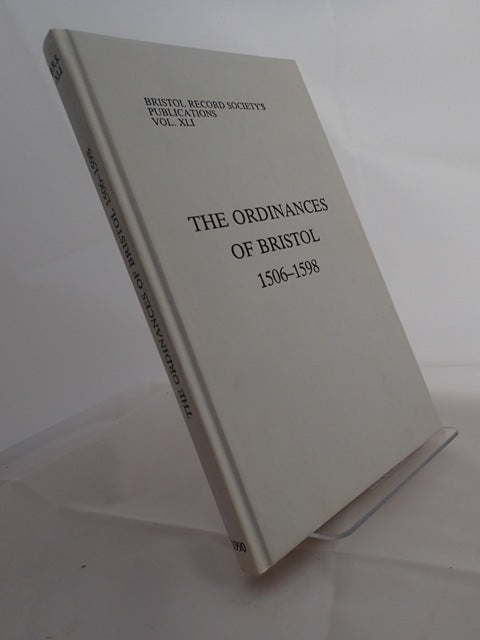 BRISTOL RECORD SOCIETY'S
PUBLICATIONS
VOL. XLI
THE ORDINANCES
OF BRISTOL
1506–1598
XLI
THE ORDINANCES OF BRISTOL 1506–1598
1990